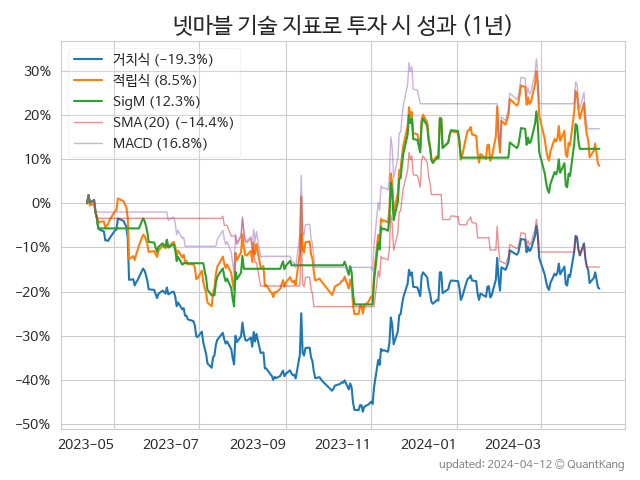 넷마블 기술 지표로 투자 시 성과 (1년)
거치식 (−19.3%)
적립식 (8.5%)
SigM (12.3%)
SMA(20) (−14.4%)
MACD (16.8%)
30%
20%
10%
0%
−10%
−20%
−30%
−40%
−50%
2023−05
2023−07
2023−09
2023−11
2024−01
2024−03
updated: 2024−04−12 © QuantKang